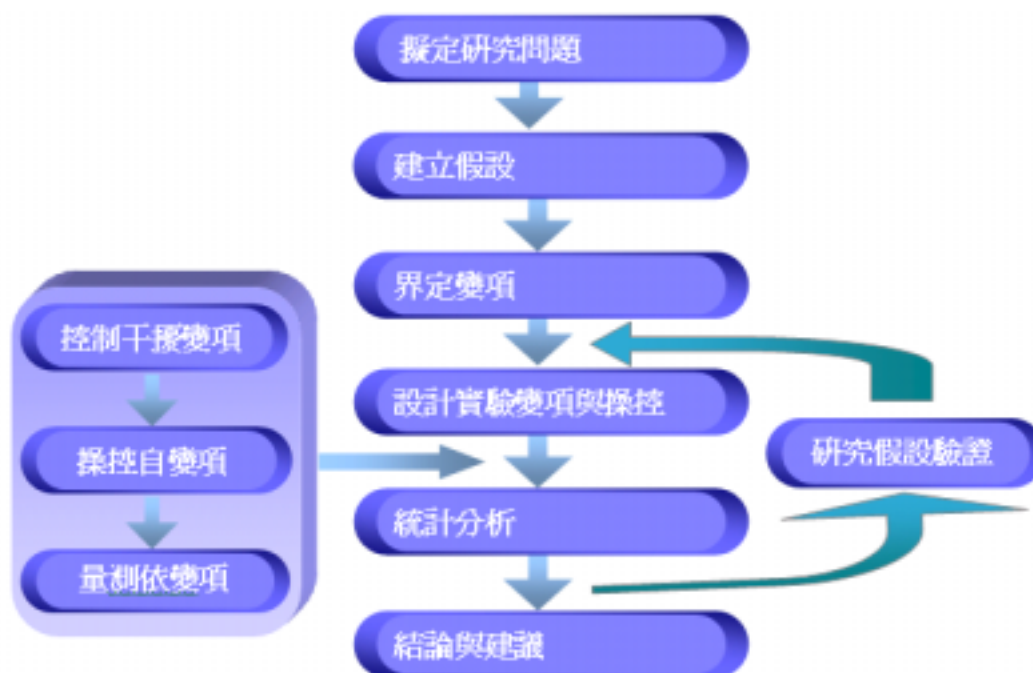 擬定研究問題
建立假設
界定變項
控制干擾變項
設計實驗變項與操控
操控自變項
研究假設驗證
統計分析
量測依變項
結論與建議